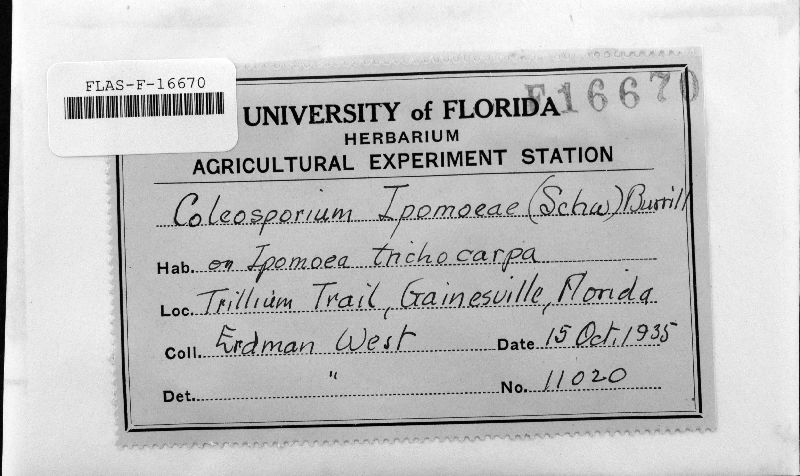 FLAS-F-16670
F16670
UNIVERSITY of FLORIDA
HERBARIUM
AGRICULTURAL EXPERIMENT STATION
Coleosporium Ipomoeae (Schw) Burrill
Hab. on Ipomoea trichocarpa
Loc. Trillium Trail, Gainesville, Florida
Coll. Erdman West Date 15 Oct. 1935
Det. " No. 11020